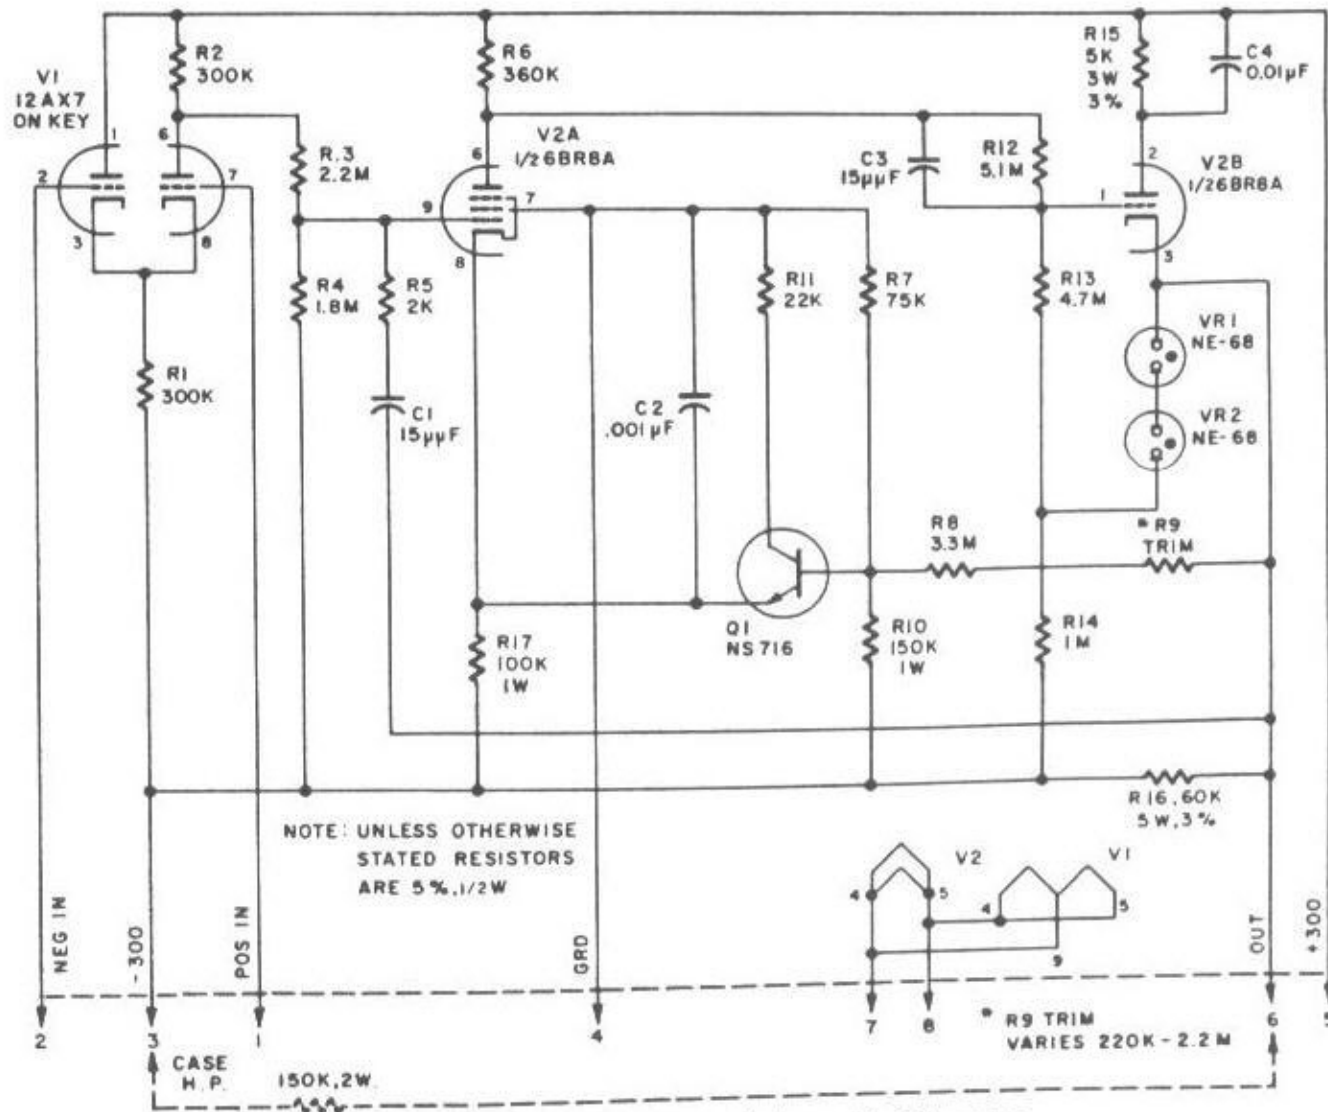 V1
12AX7
ON KEY
R2
300K
R6
360K
R15
5K
3W
3%
C4
0.01µF
1
6
2
7
3
8
R.3
2.2M
V2A
1/26BR8A
6
9
7
8
C3
15µµF
R12
5.1M
V2B
1/26BR8A
2
1
3
R4
1.8M
R5
2K
R11
22K
R7
75K
R13
4.7M
VR1
NE-68
VR2
NE-68
R1
300K
C1
15µµF
C2
.001µF
R8
3.3M
*R9
TRIM
Q1
NS716
R17
100K
1W
R10
150K
1W
R14
1M
R16,60K
5W,3%
NOTE: UNLESS OTHERWISE
STATED RESISTORS
ARE 5%,1/2W
V2
V1
4
5
4
5
9
NEG IN
-300
POS IN
GRD
OUT
+300
2
3
1
4
7
8
6
5
* R9 TRIM
VARIES 220K-2.2M
CASE
H.P.
150K,2W.